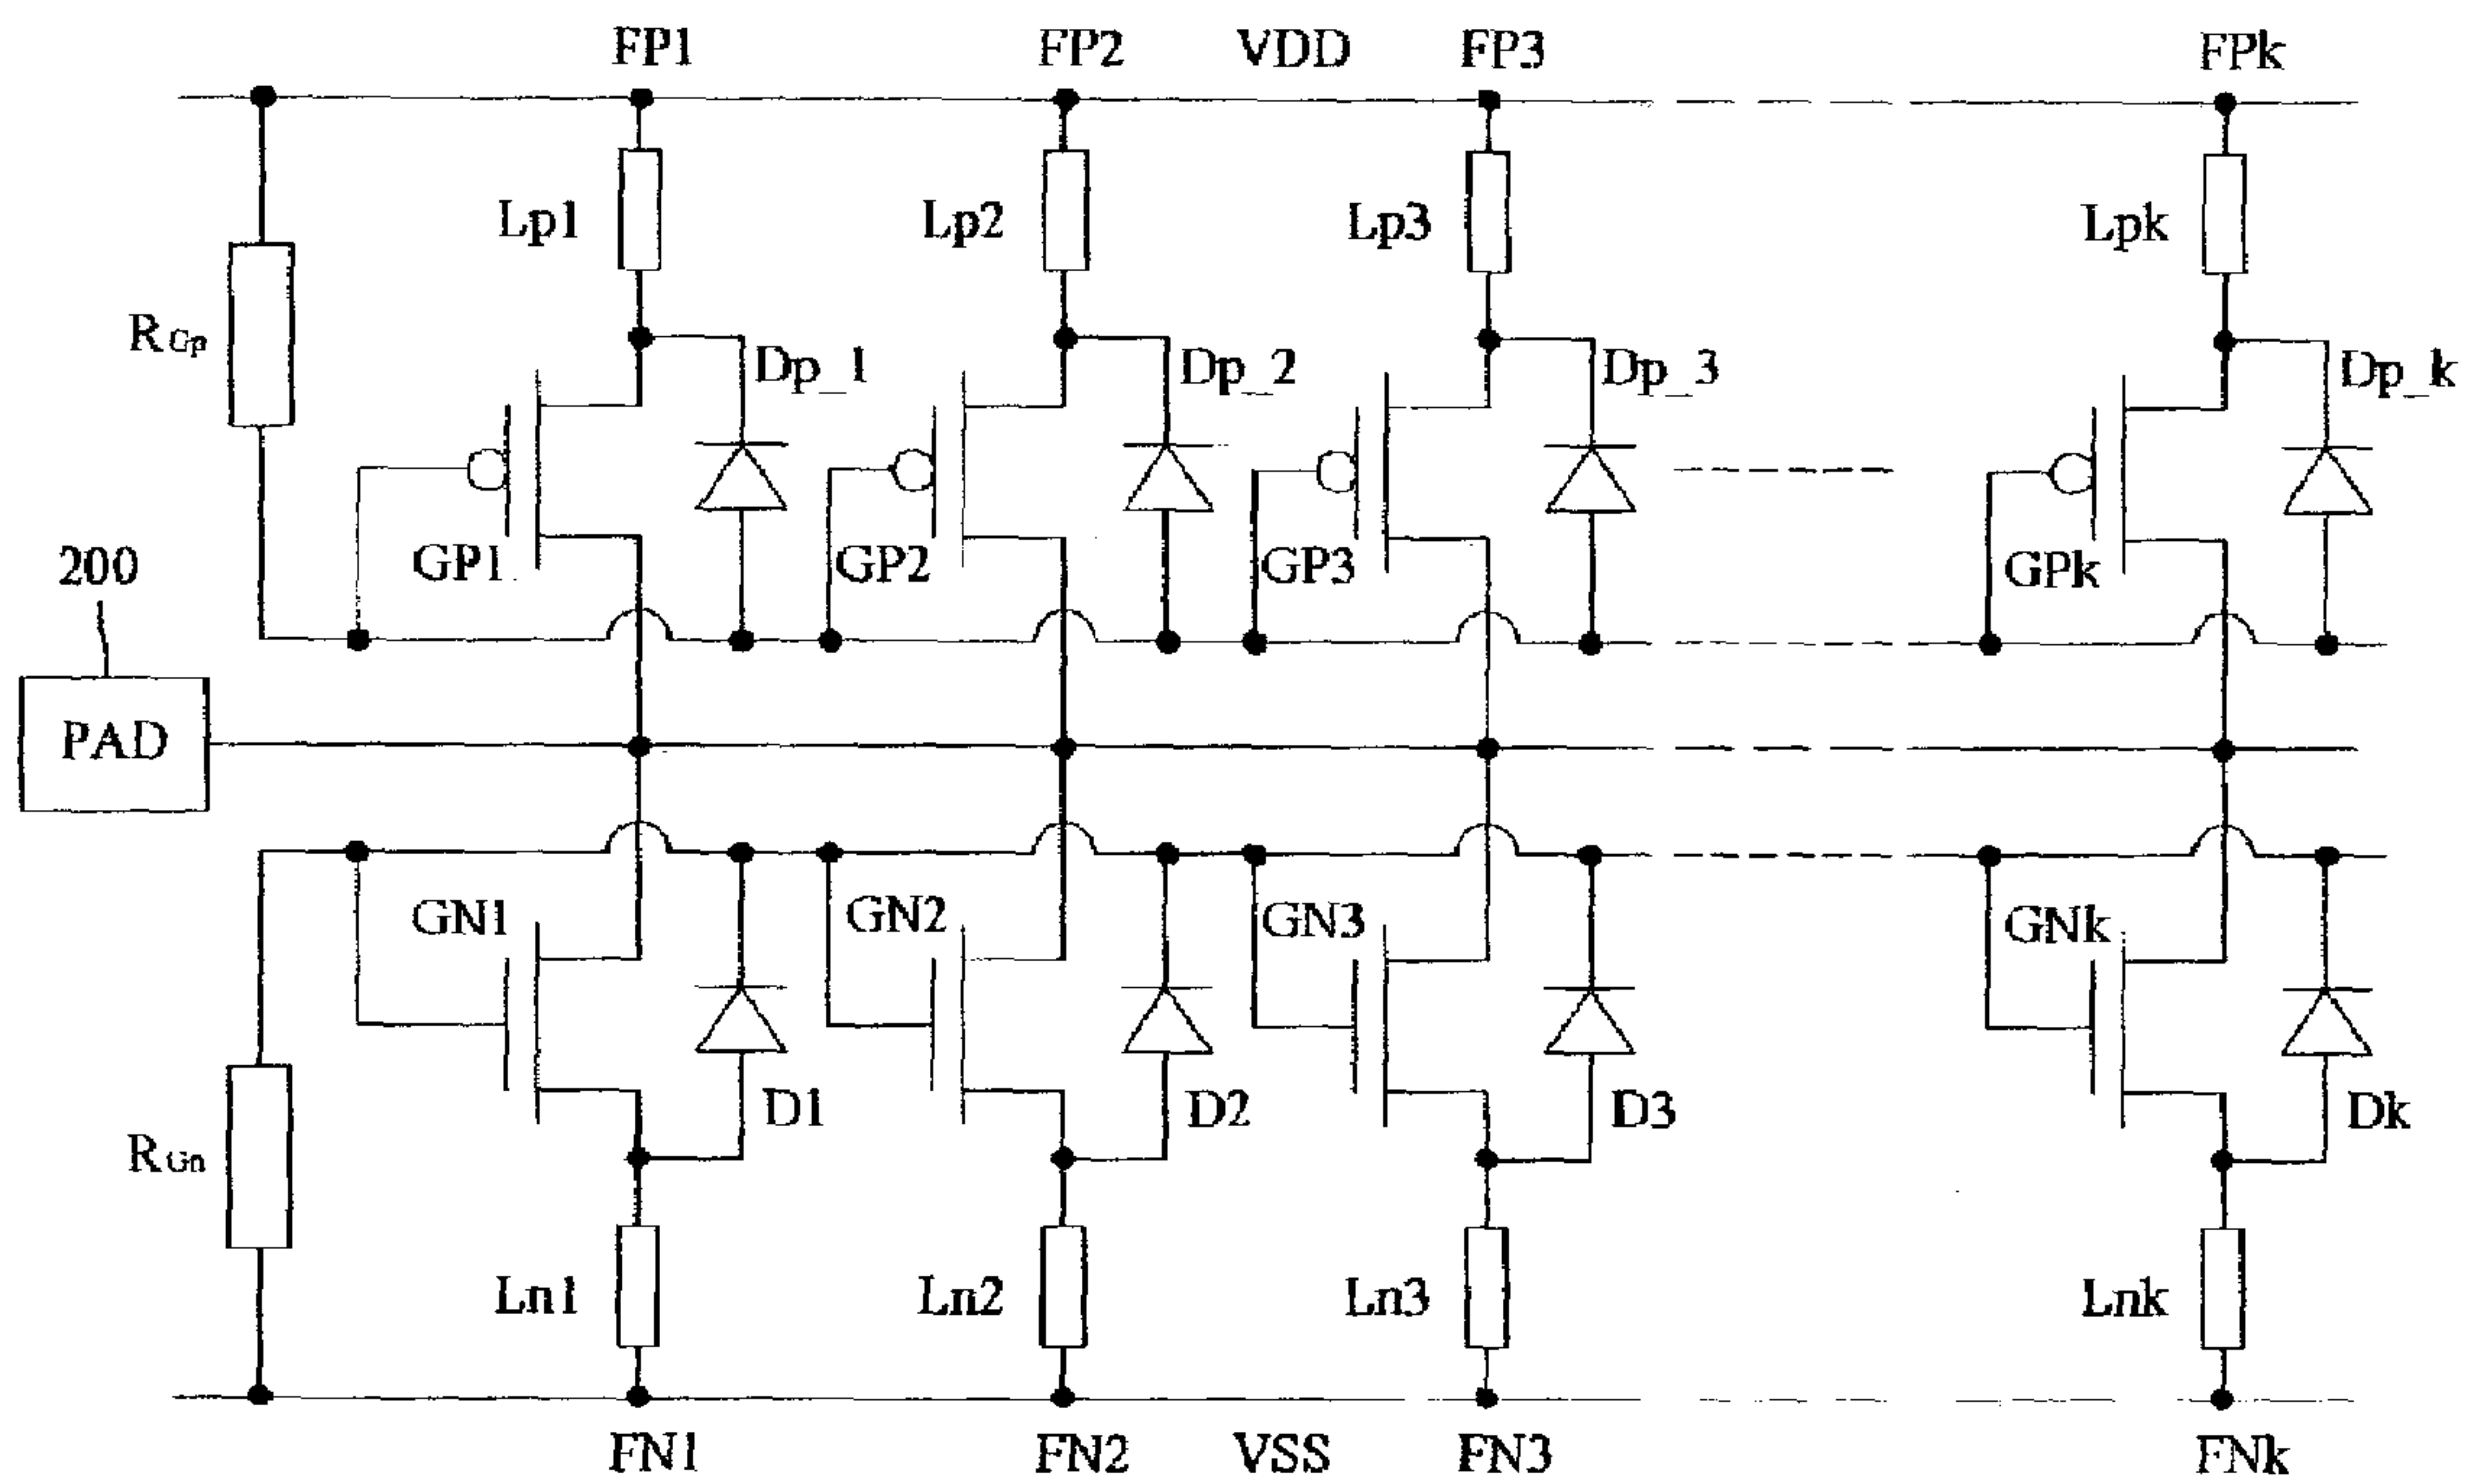 FP1 FP2 VDD FP3 FPk
Lp1 Lp2 Lp3 Lpk
RGp Dp_1 Dp_2 Dp_3 Dp_k
200 GP1 GP2 GP3 GPk
PAD
GN1 GN2 GN3 GNk
RGn D1 D2 D3 Dk
Ln1 Ln2 Ln3 Lnk
FN1 FN2 VSS FN3 FNk